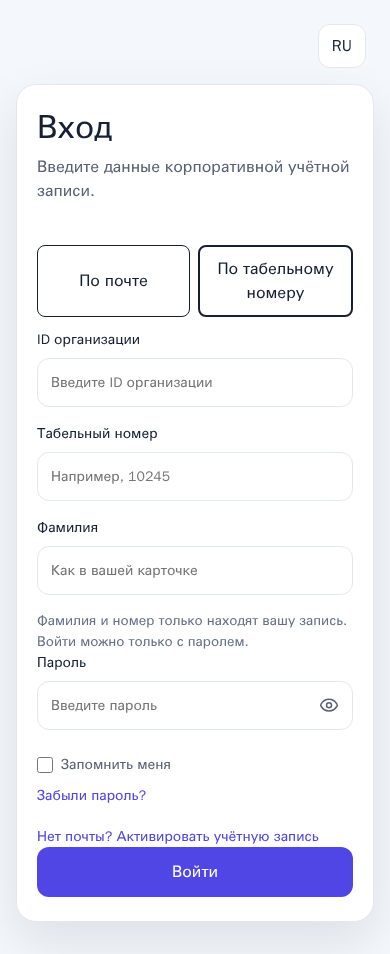 RU
Вход
Введите данные корпоративной учётной
записи.
По почте
По табельному
номеру
ID организации
Введите ID организации
Табельный номер
Например, 10245
Фамилия
Как в вашей карточке
Фамилия и номер только находят вашу запись.
Войти можно только с паролем.
Пароль
Введите пароль
Запомнить меня
Забыли пароль?
Нет почты? Активировать учётную запись
Войти